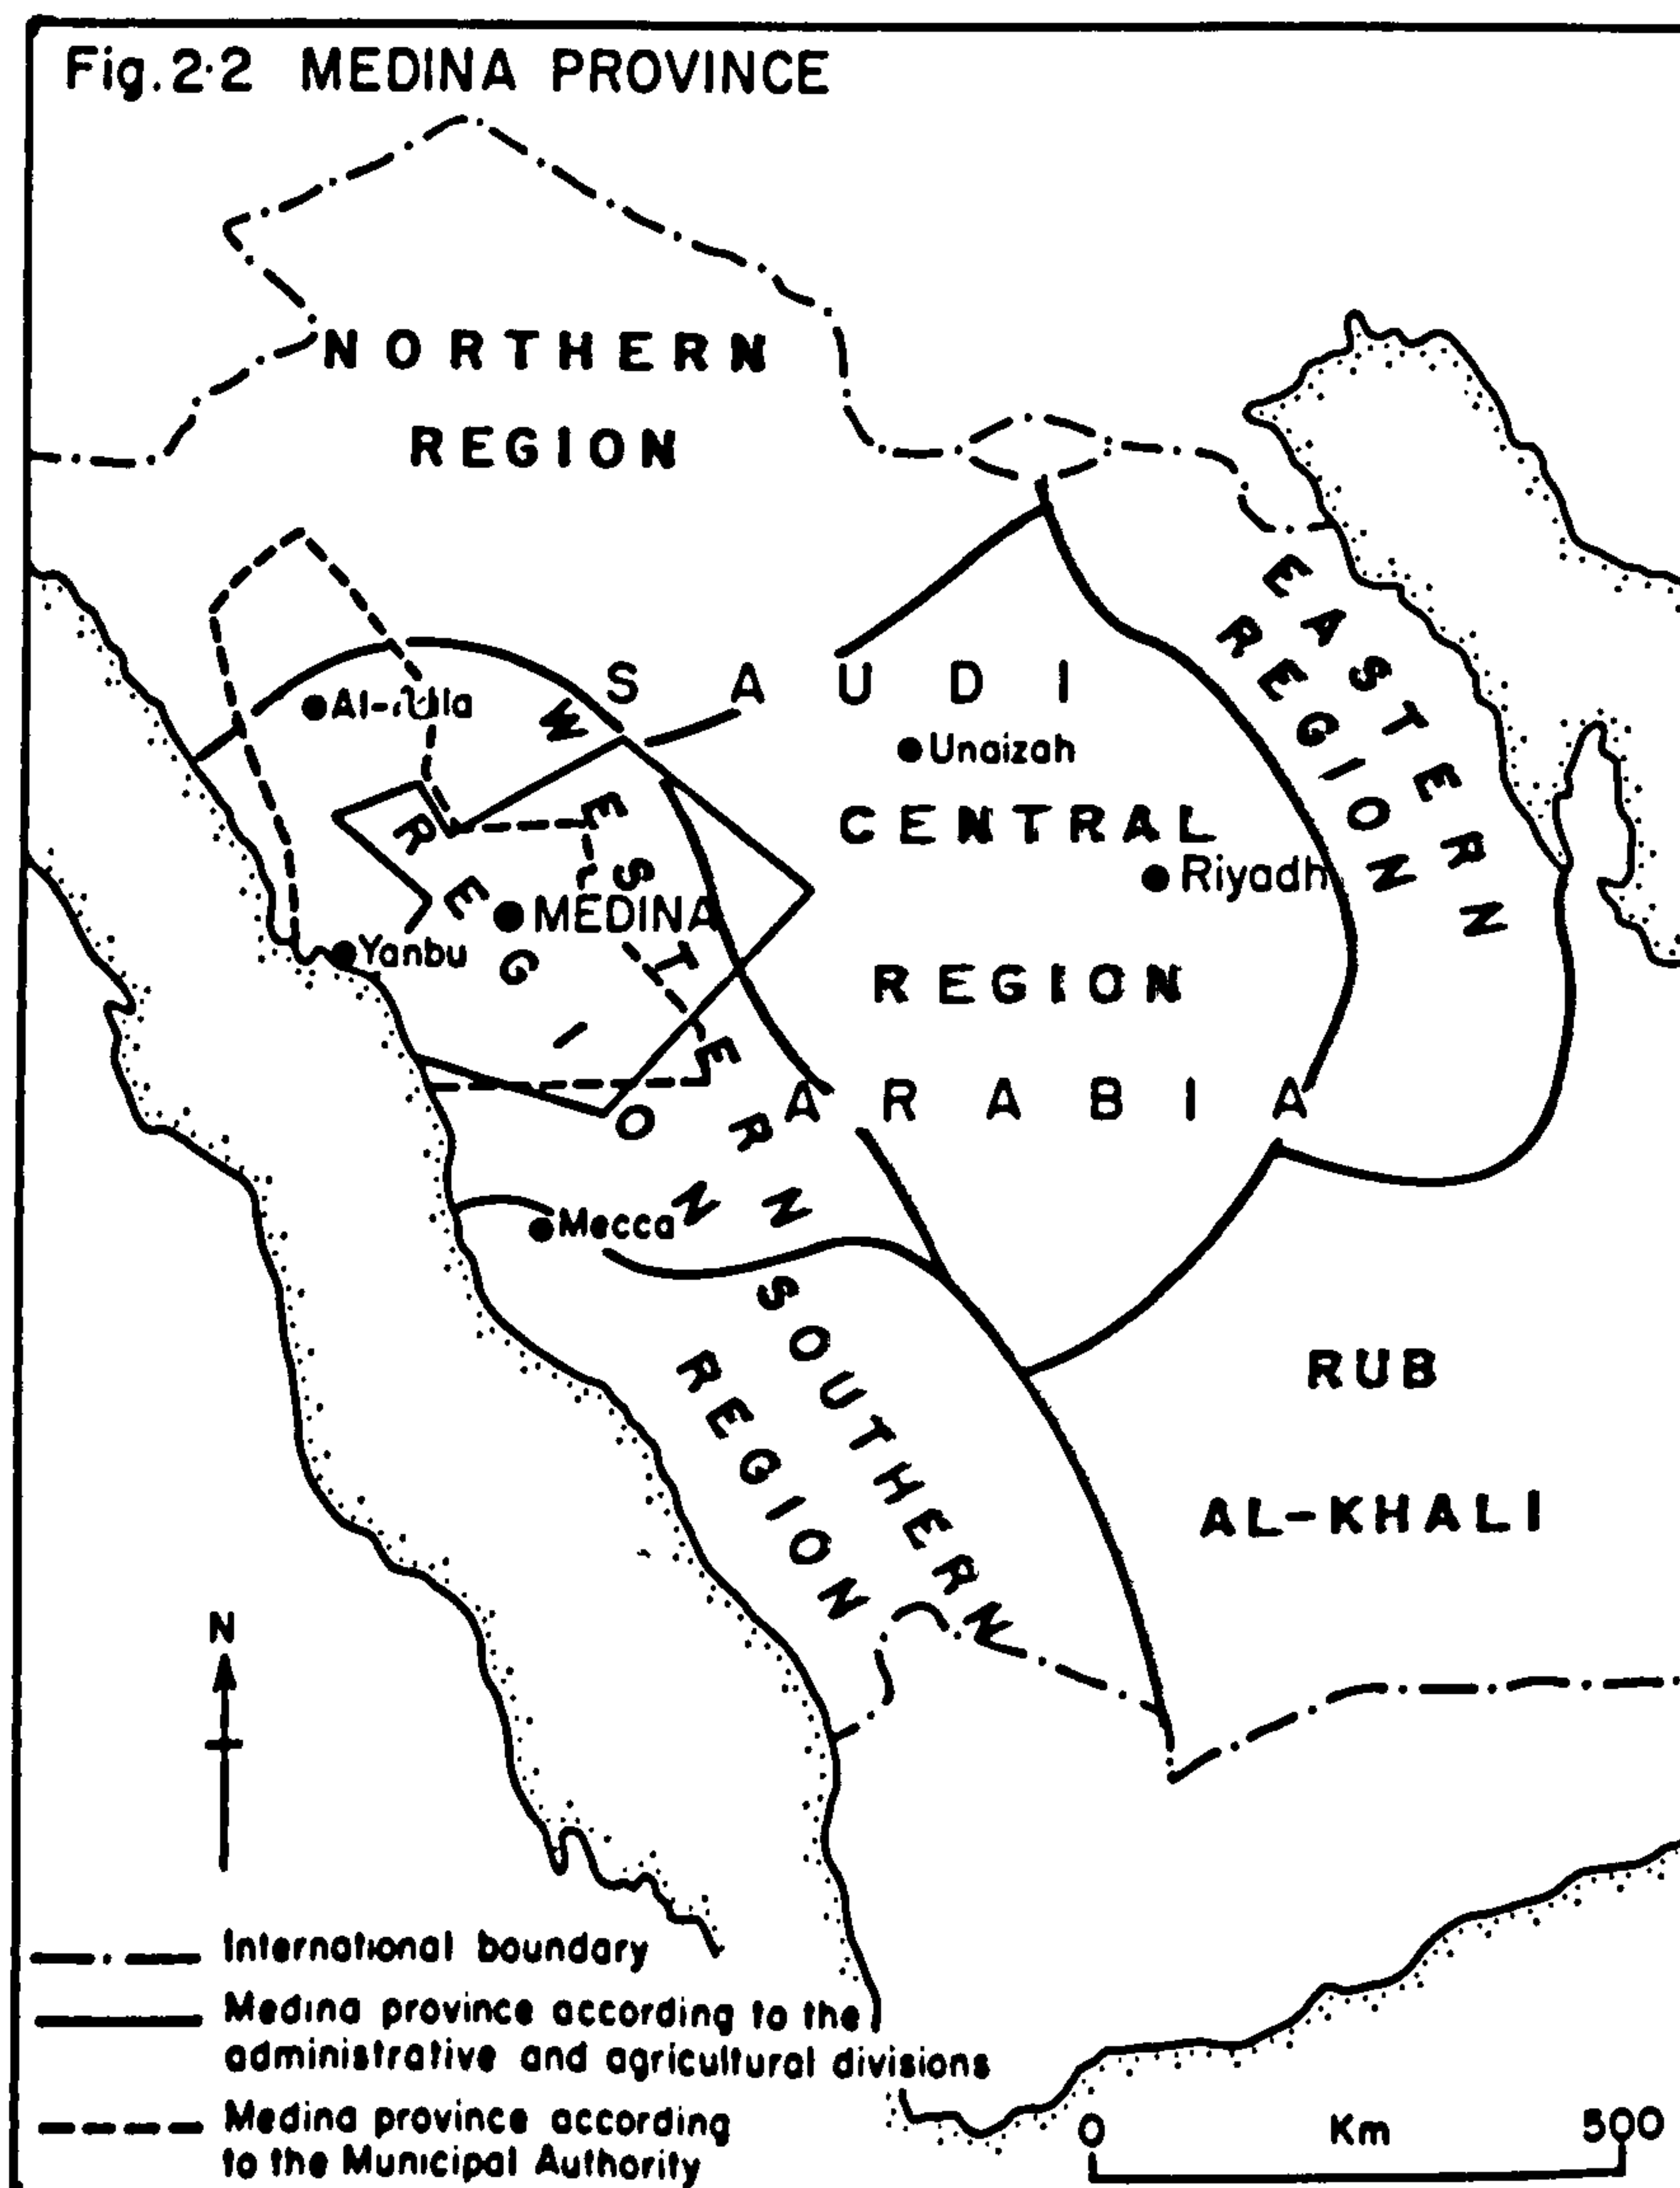 Fig.2·2 MEDINA PROVINCE
NORTHERN
REGION
EASTERN
REGION
SAUDI
Al-Ula
WESTERN
REGION
Unaizah
CENTRAL
Riyadh
MEDINA
Yanbu
REGION
ARABIA
Mecca
SOUTHERN
REGION
RUB
AL-KHALI
N
International boundary
Medina province according to the
administrative and agricultural divisions
Medina province according
to the Municipal Authority
0 Km 500